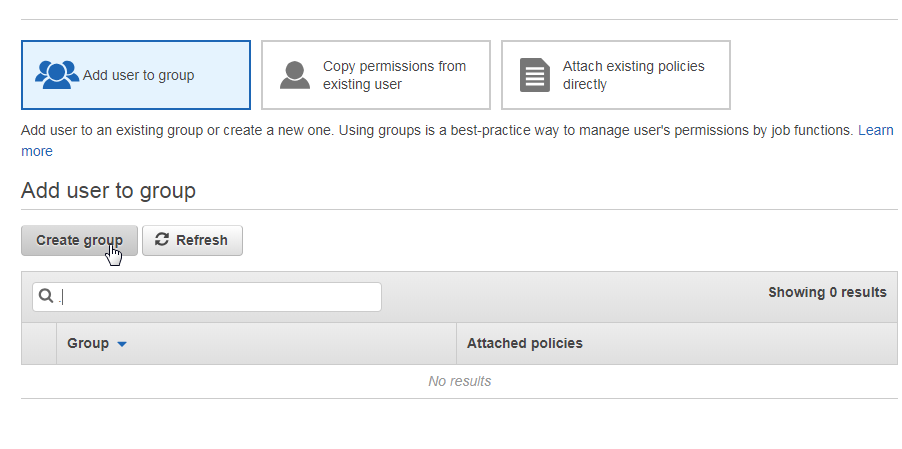 Add user to group
Copy permissions from
existing user
Attach existing policies
directly
Add user to an existing group or create a new one. Using groups is a best-practice way to manage user's permissions by job functions. Learn
more
Add user to group
Create group
Refresh
.
Showing 0 results
Group
Attached policies
No results